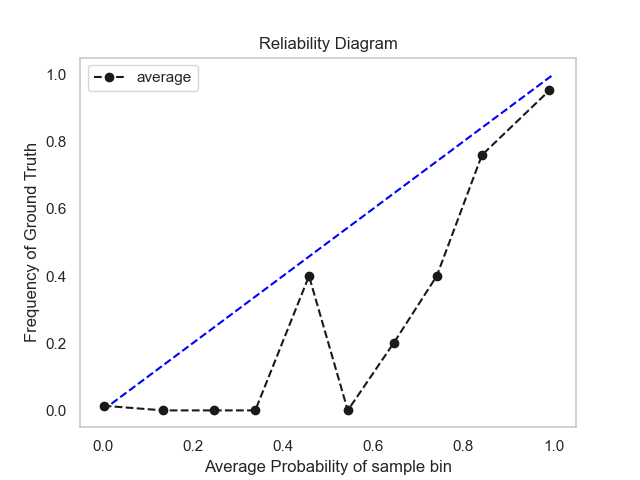 Reliability Diagram
average
Frequency of Ground Truth
1.0
0.8
0.6
0.4
0.2
0.0
0.0 0.2 0.4 0.6 0.8 1.0
Average Probability of sample bin